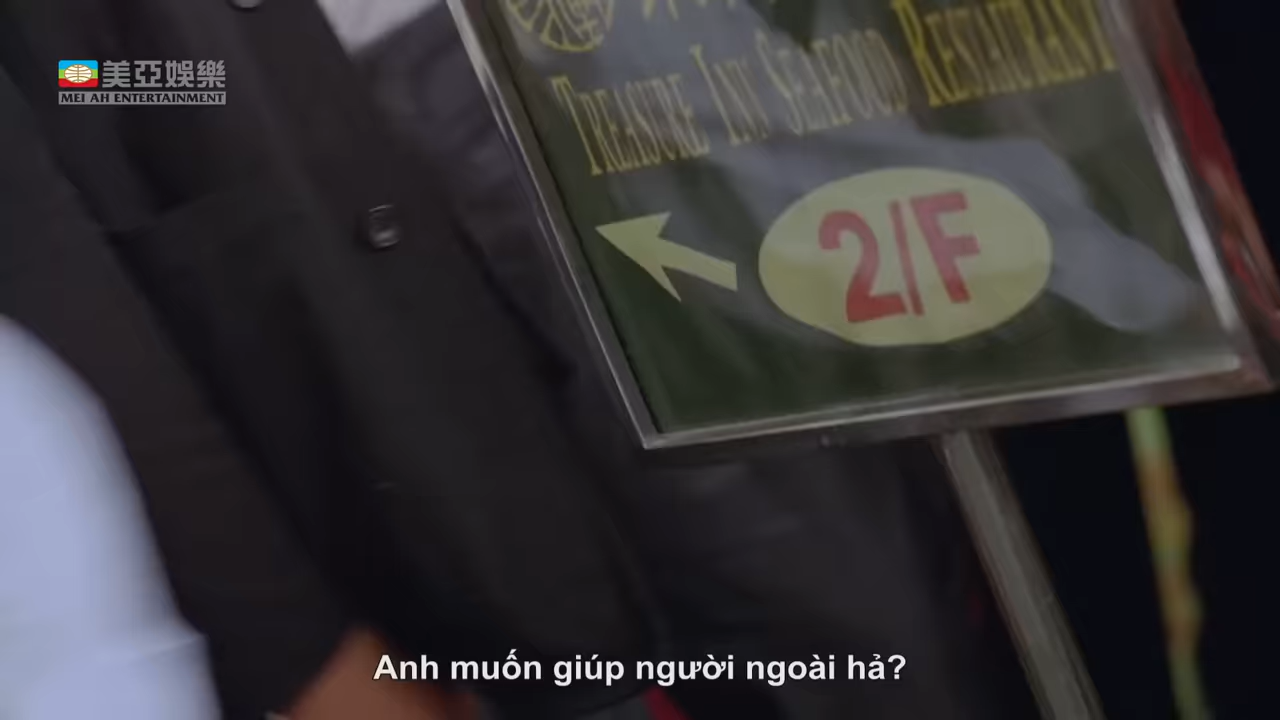 美亞娛樂
MEI AH ENTERTAINMENT
TREASURE INN SEAFOOD RESTAURANT
2/F
Anh muốn giúp người ngoài hả?